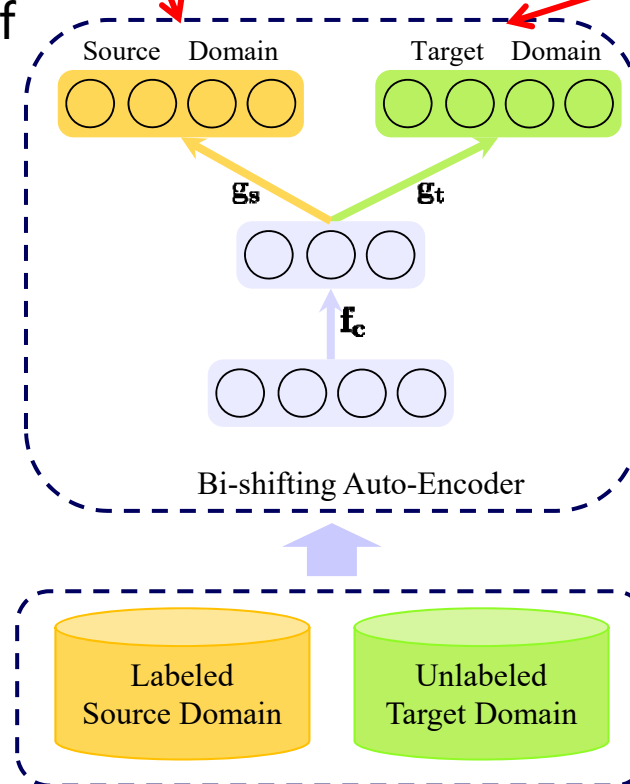 f
Source Domain
Target Domain
gs
gt
fc
Bi-shifting Auto-Encoder
Labeled
Source Domain
Unlabeled
Target Domain